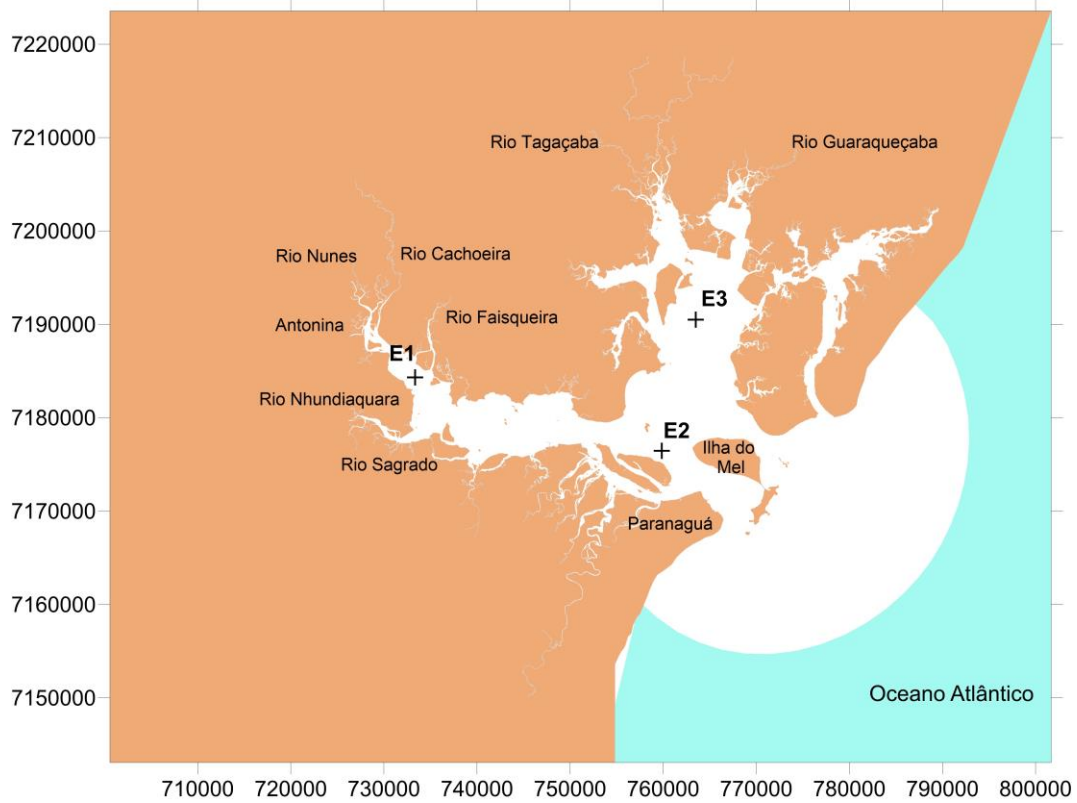 7220000
7210000
Rio Tagaçaba
Rio Guaraqueçaba
7200000
Rio Nunes
Rio Cachoeira
7190000
E3
Antonina
Rio Faisqueira
E1
7180000
Rio Nhundiaquara
E2
Ilha do
Mel
Rio Sagrado
7170000
Paranaguá
7160000
7150000
Oceano Atlântico
710000 720000 730000 740000 750000 760000 770000 780000 790000 800000